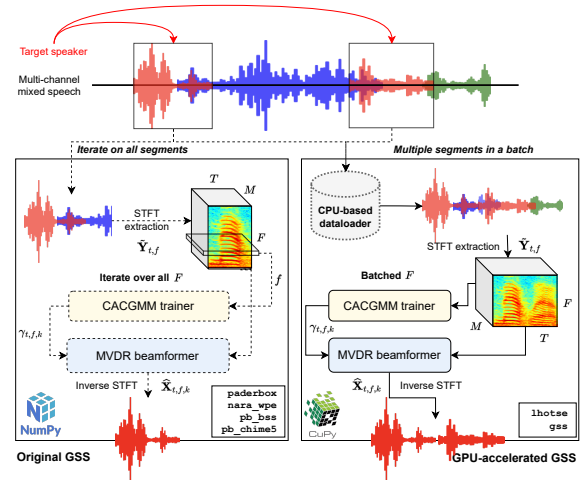 Target speaker
Multi-channel
mixed speech
Iterate on all segments
Multiple segments in a batch
T
M
STFT
extraction
Ỹt,f
F
Iterate over all F
f
CACGMM trainer
γt,f,k
MVDR beamformer
Inverse STFT
X̂t,f,k
NumPy
paderbox
nara_wpe
pb_bss
pb_chime5
Original GSS
CPU-based
dataloader
STFT extraction
Ỹt,f
Batched F
F
M
T
CACGMM trainer
γt,f,k
MVDR beamformer
X̂t,f,k
Inverse STFT
CuPy
lhotse
gss
GPU-accelerated GSS